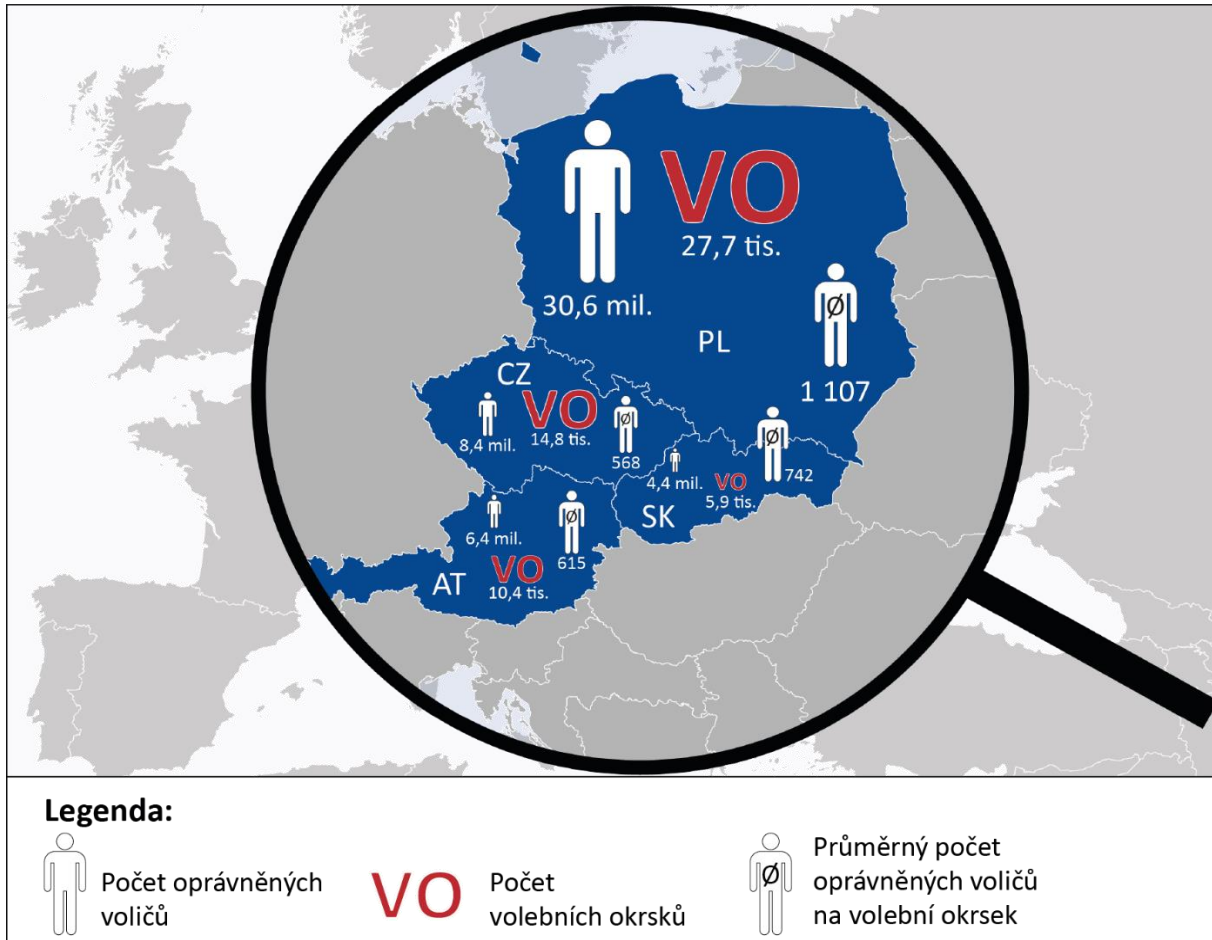 VO
27,7 tis.
30,6 mil.
Ø
PL
1 107
CZ
VO
8,4 mil.
14,8 tis.
Ø
568
Ø
742
4,4 mil.
VO
5,9 tis.
SK
6,4 mil.
Ø
615
VO
AT
10,4 tis.
Legenda:
Počet oprávněných
voličů
VO
Počet
volebních okrsků
Ø
Průměrný počet
oprávněných voličů
na volební okrsek